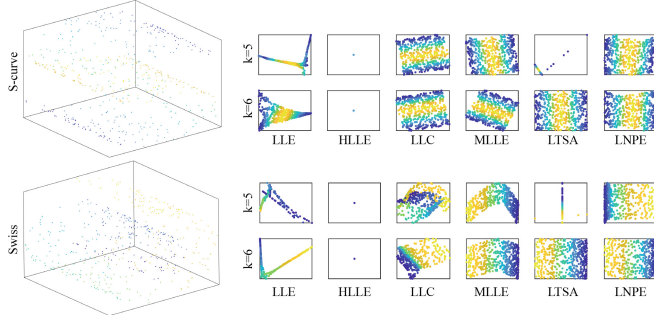 S-curve
k=5
k=6
LLE HLLE LLC MLLE LTSA LNPE
Swiss
k=5
k=6
LLE HLLE LLC MLLE LTSA LNPE